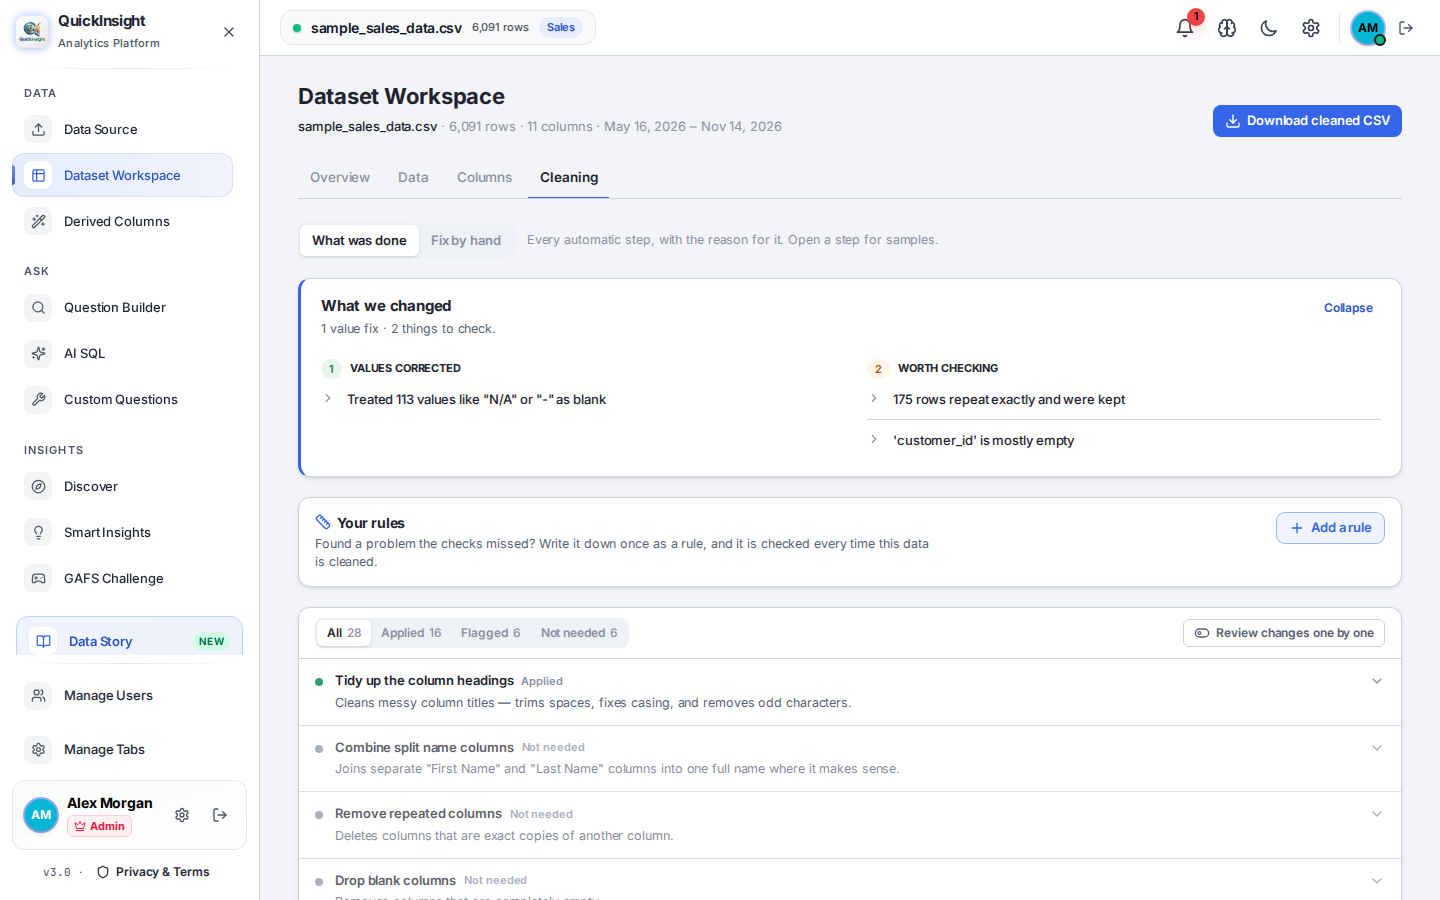 QuickInsight
Analytics Platform
DATA
Data Source
Dataset Workspace
Derived Columns
ASK
Question Builder
AI SQL
Custom Questions
INSIGHTS
Discover
Smart Insights
GAFS Challenge
Data Story NEW
Manage Users
Manage Tabs
AM Alex Morgan
Admin
v3.0 · Privacy & Terms
sample_sales_data.csv 6,091 rows Sales
1
AM
Dataset Workspace
sample_sales_data.csv · 6,091 rows · 11 columns · May 16, 2026 – Nov 14, 2026
Download cleaned CSV
Overview Data Columns Cleaning
What was done Fix by hand Every automatic step, with the reason for it. Open a step for samples.
What we changed
1 value fix · 2 things to check.
Collapse
1 VALUES CORRECTED
Treated 113 values like "N/A" or "-" as blank
2 WORTH CHECKING
175 rows repeat exactly and were kept
'customer_id' is mostly empty
Your rules
Found a problem the checks missed? Write it down once as a rule, and it is checked every time this data
is cleaned.
Add a rule
All 28 Applied 16 Flagged 6 Not needed 6
Review changes one by one
Tidy up the column headings Applied
Cleans messy column titles — trims spaces, fixes casing, and removes odd characters.
Combine split name columns Not needed
Joins separate "First Name" and "Last Name" columns into one full name where it makes sense.
Remove repeated columns Not needed
Deletes columns that are exact copies of another column.
Drop blank columns Not needed